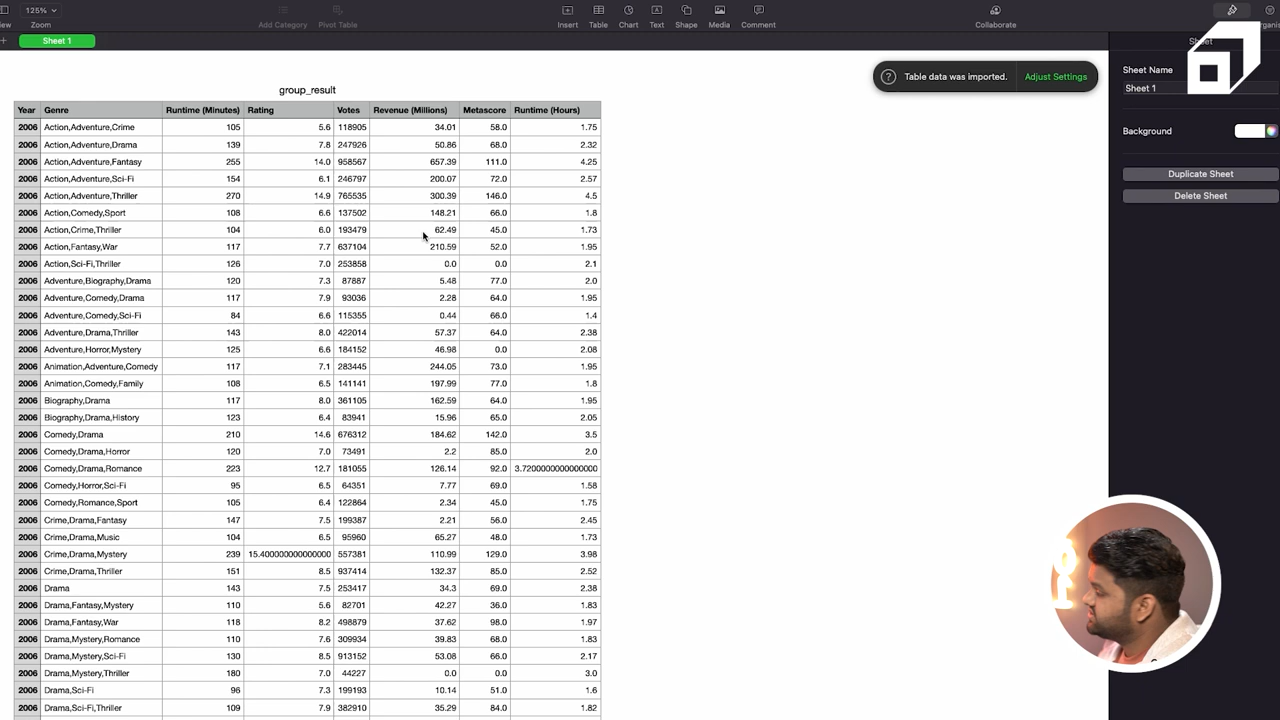 125%
Zoom
Add Category
Pivot Table
Insert
Table
Chart
Text
Shape
Media
Comment
Collaborate
Sheet 1
Table data was imported.
Adjust Settings
Sheet Name
Sheet 1
Background
Duplicate Sheet
Delete Sheet
group_result
Year Genre Runtime (Minutes) Rating Votes Revenue (Millions) Metascore Runtime (Hours)
2006 Action,Adventure,Crime 105 5.6 118905 34.01 58.0 1.75
2006 Action,Adventure,Drama 139 7.8 247926 50.86 68.0 2.32
2006 Action,Adventure,Fantasy 255 14.0 958567 657.39 111.0 4.25
2006 Action,Adventure,Sci-Fi 154 6.1 246797 200.07 72.0 2.57
2006 Action,Adventure,Thriller 270 14.9 765535 300.39 146.0 4.5
2006 Action,Comedy,Sport 108 6.6 137502 148.21 66.0 1.8
2006 Action,Crime,Thriller 104 6.0 193479 62.49 45.0 1.73
2006 Action,Fantasy,War 117 7.7 637104 210.59 52.0 1.95
2006 Action,Sci-Fi,Thriller 126 7.0 253858 0.0 0.0 2.1
2006 Adventure,Biography,Drama 120 7.3 87887 5.48 77.0 2.0
2006 Adventure,Comedy,Drama 117 7.9 93036 2.28 64.0 1.95
2006 Adventure,Comedy,Sci-Fi 84 6.6 115355 0.44 66.0 1.4
2006 Adventure,Drama,Thriller 143 8.0 422014 57.37 64.0 2.38
2006 Adventure,Horror,Mystery 125 6.6 184152 46.98 0.0 2.08
2006 Animation,Adventure,Comedy 117 7.1 283445 244.05 73.0 1.95
2006 Animation,Comedy,Family 108 6.5 141141 197.99 77.0 1.8
2006 Biography,Drama 117 8.0 361105 162.59 64.0 1.95
2006 Biography,Drama,History 123 6.4 83941 15.96 65.0 2.05
2006 Comedy,Drama 210 14.6 676312 184.62 142.0 3.5
2006 Comedy,Drama,Horror 120 7.0 73491 2.2 85.0 2.0
2006 Comedy,Drama,Romance 223 12.7 181055 126.14 92.0 3.7200000000000000
2006 Comedy,Horror,Sci-Fi 95 6.5 64351 7.77 69.0 1.58
2006 Comedy,Romance,Sport 105 6.4 122864 2.34 45.0 1.75
2006 Crime,Drama,Fantasy 147 7.5 199387 2.21 56.0 2.45
2006 Crime,Drama,Music 104 6.5 95960 65.27 48.0 1.73
2006 Crime,Drama,Mystery 239 15.400000000000000 557381 110.99 129.0 3.98
2006 Crime,Drama,Thriller 151 8.5 937414 132.37 85.0 2.52
2006 Drama 143 7.5 253417 34.3 69.0 2.38
2006 Drama,Fantasy,Mystery 110 5.6 82701 42.27 36.0 1.83
2006 Drama,Fantasy,War 118 8.2 498879 37.62 98.0 1.97
2006 Drama,Mystery,Romance 110 7.6 309934 39.83 68.0 1.83
2006 Drama,Mystery,Sci-Fi 130 8.5 913152 53.08 66.0 2.17
2006 Drama,Mystery,Thriller 180 7.0 44227 0.0 0.0 3.0
2006 Drama,Sci-Fi 96 7.3 199193 10.14 51.0 1.6
2006 Drama,Sci-Fi,Thriller 109 7.9 382910 35.29 84.0 1.82